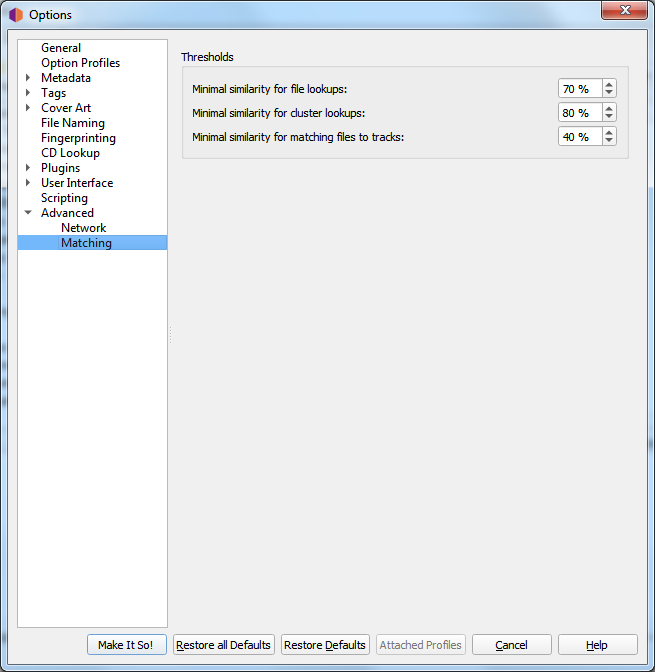 Options
General
Option Profiles
Metadata
Tags
Cover Art
File Naming
Fingerprinting
CD Lookup
Plugins
User Interface
Scripting
Advanced
Network
Matching
Thresholds
Minimal similarity for file lookups: 70 %
Minimal similarity for cluster lookups: 80 %
Minimal similarity for matching files to tracks: 40 %
Make It So! Restore all Defaults Restore Defaults Attached Profiles Cancel Help